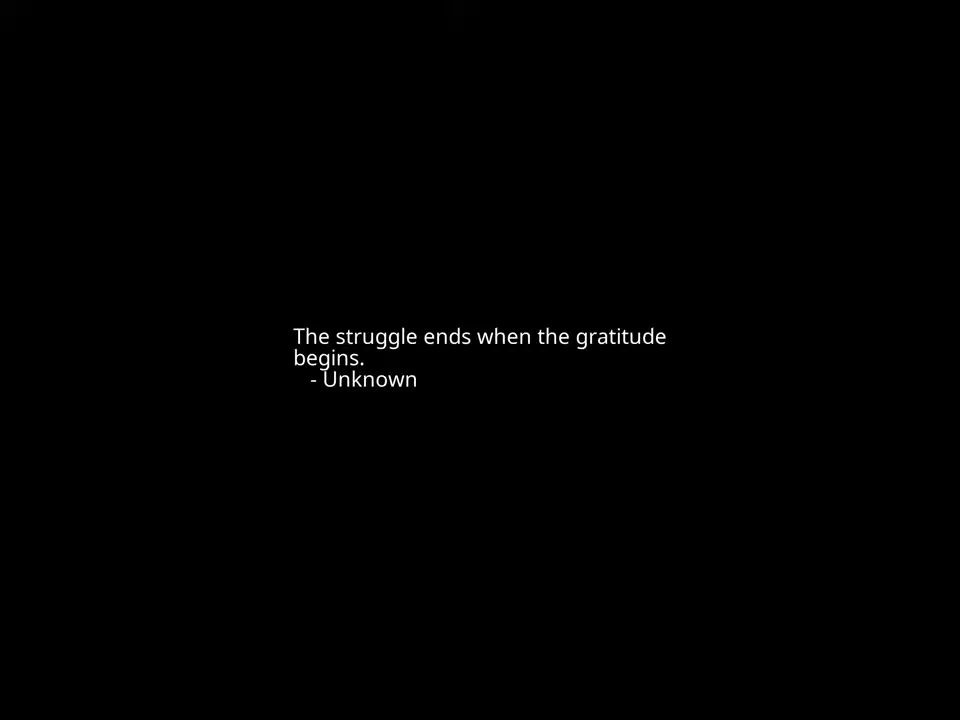 The struggle ends when the gratitude
begins.
- Unknown